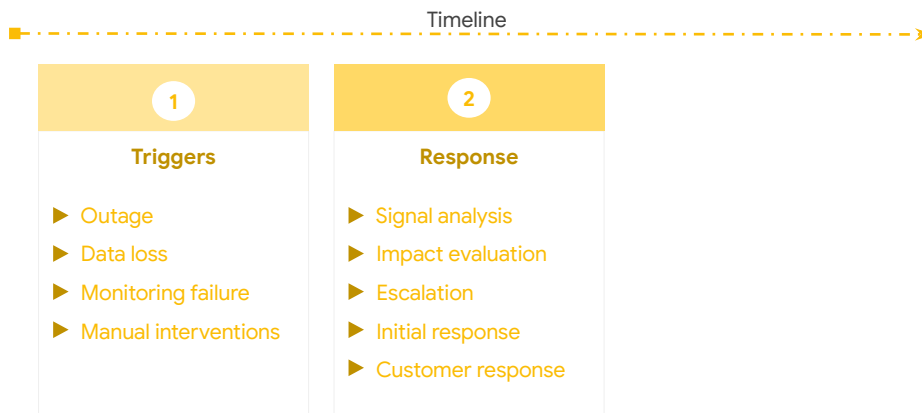 Timeline
1
Triggers
Outage
Data loss
Monitoring failure
Manual interventions
2
Response
Signal analysis
Impact evaluation
Escalation
Initial response
Customer response